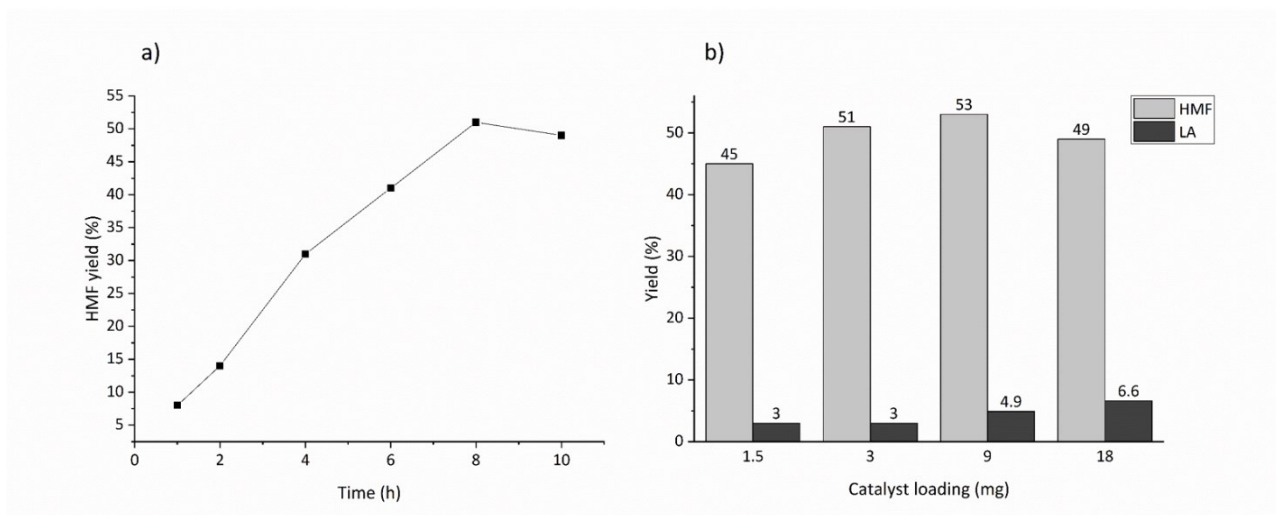 a)
HMF yield (%)
55
50
45
40
35
30
25
20
15
10
5
0 2 4 6 8 10
Time (h)
b)
Yield (%)
50
40
30
20
10
0
45 3 51 3 53 4.9 49 6.6
HMF
LA
1.5 3 9 18
Catalyst loading (mg)